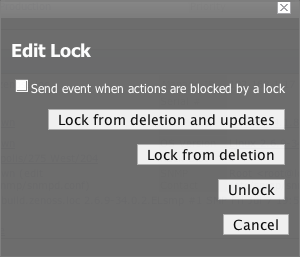 Edit Lock
Send event when actions are blocked by a lock
Lock from deletion and updates
Lock from deletion
Unlock
Cancel